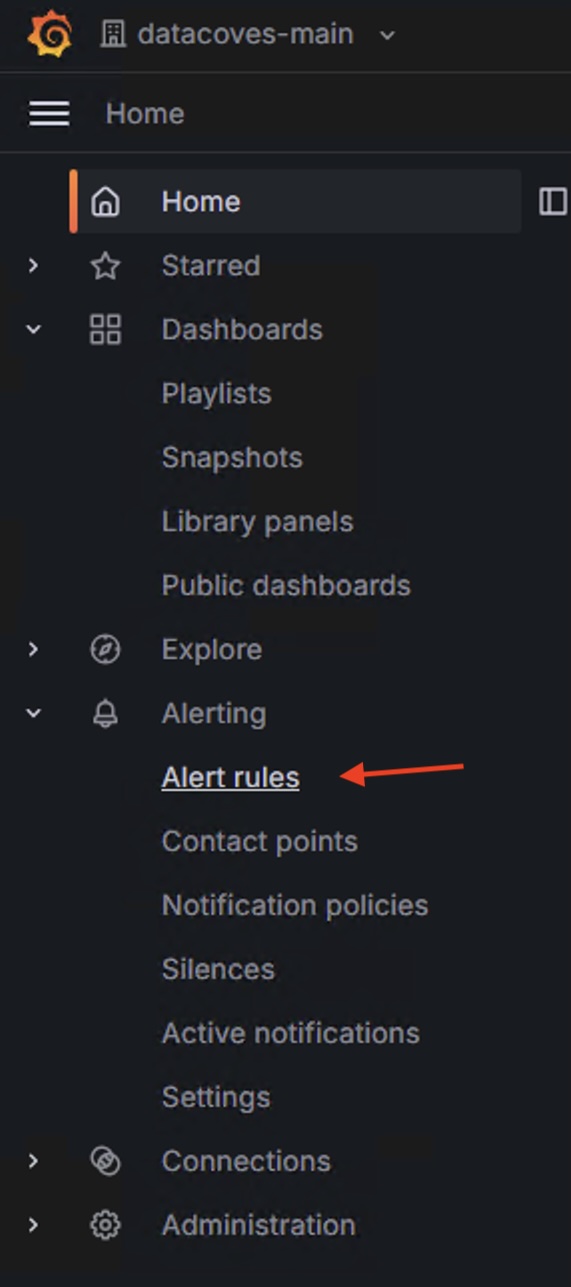 datacoves-main
Home
Home
Starred
Dashboards
Playlists
Snapshots
Library panels
Public dashboards
Explore
Alerting
Alert rules
Contact points
Notification policies
Silences
Active notifications
Settings
Connections
Administration